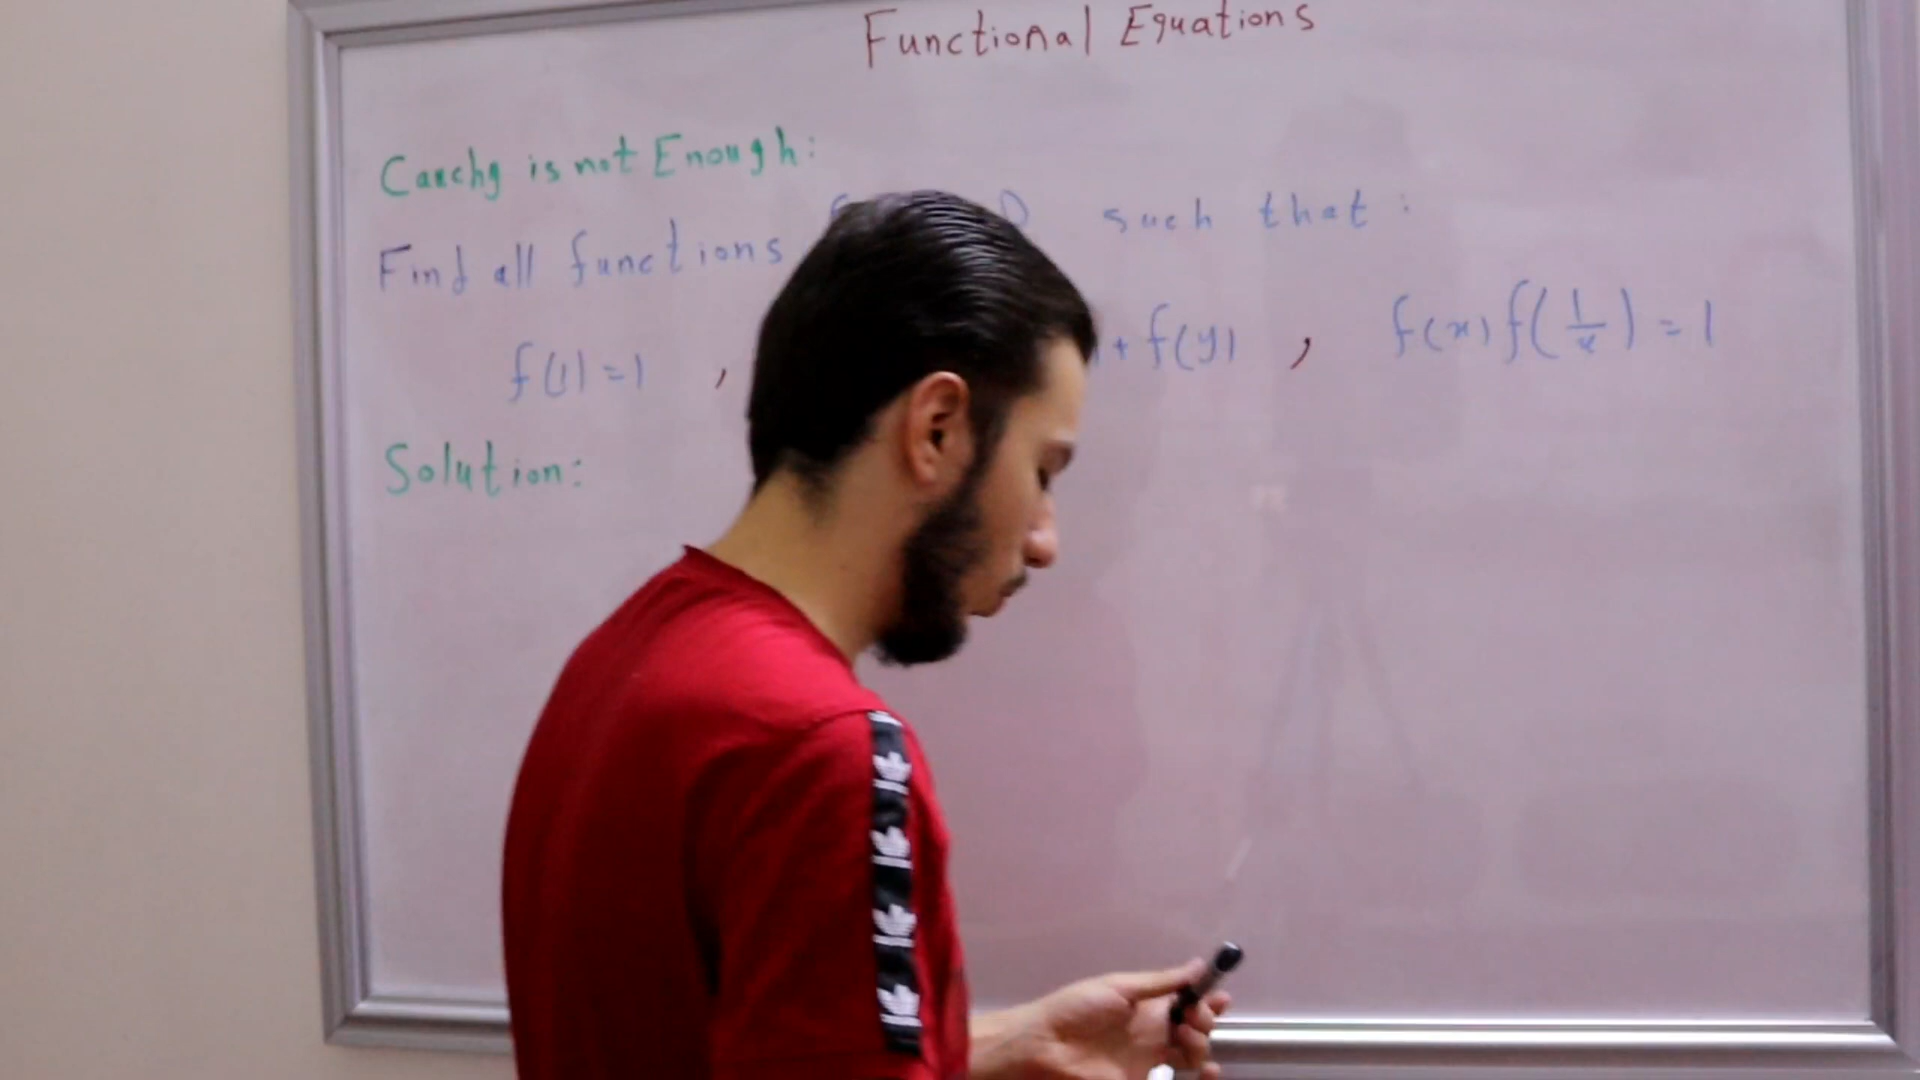 Functional Equations
Cauchy is not Enough:
Find all functions such that:
f(1)=1 , + f(y) , f(x) f(1/x) = 1
Solution: